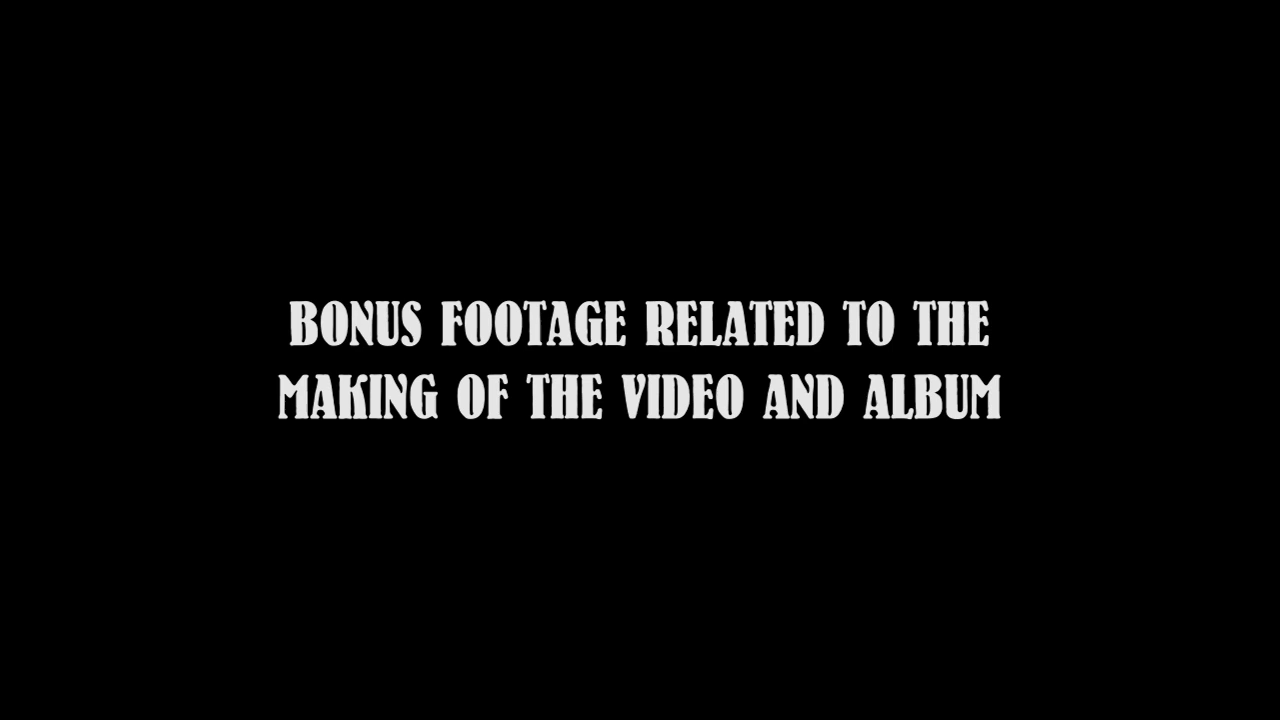 BONUS FOOTAGE RELATED TO THE
MAKING OF THE VIDEO AND ALBUM